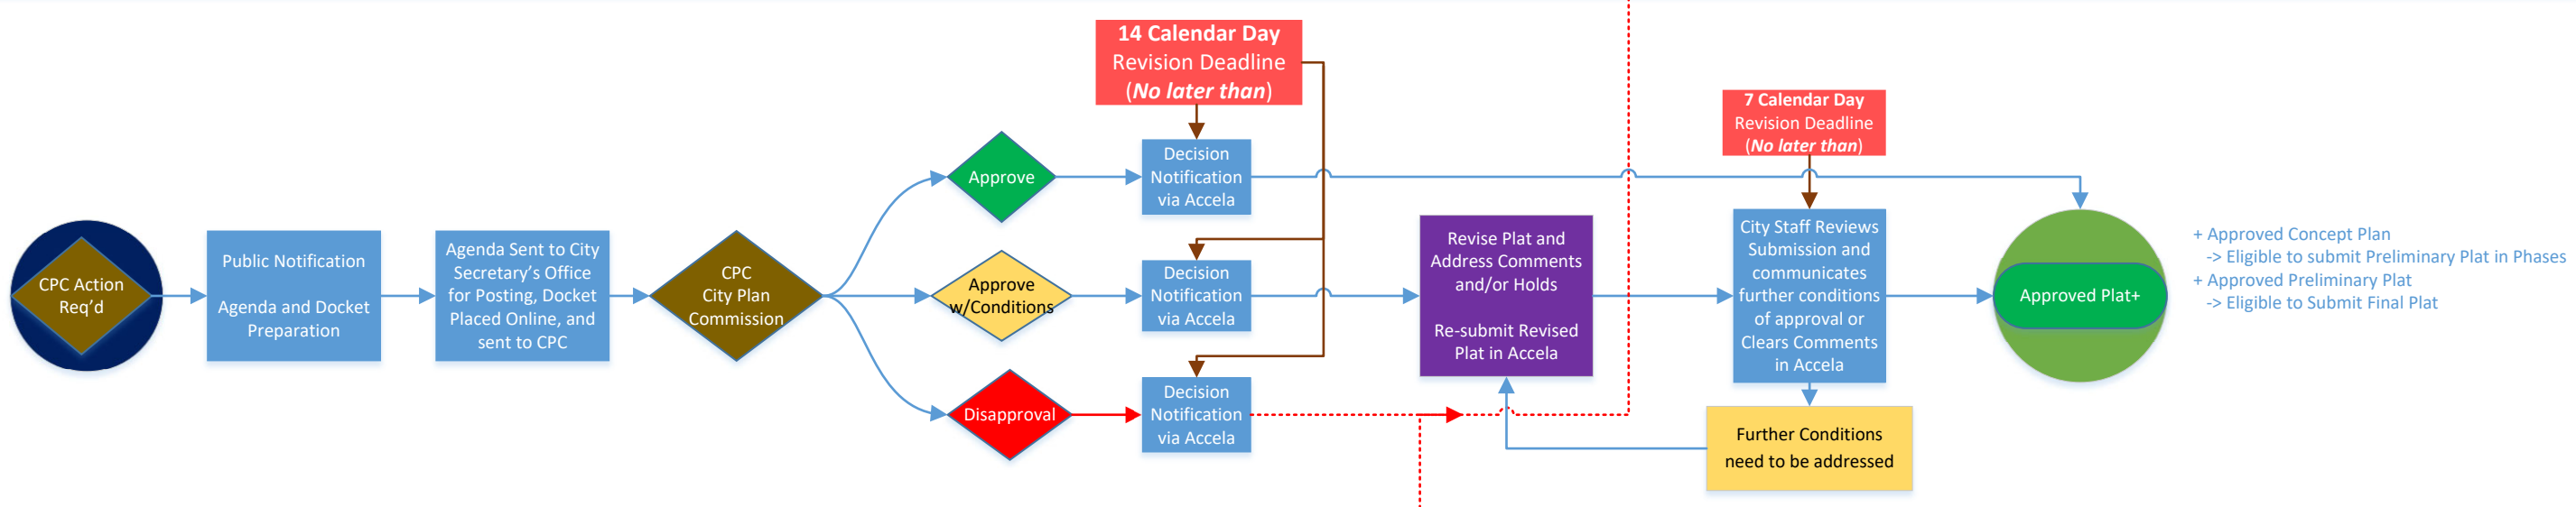 CPC Action
Req'd
Public Notification
Agenda and Docket
Preparation
Agenda Sent to City
Secretary's Office
for Posting, Docket
Placed Online, and
sent to CPC
CPC
City Plan
Commission
Approve
Approve
w/Conditions
Disapproval
14 Calendar Day
Revision Deadline
(No later than)
Decision
Notification
via Accela
Decision
Notification
via Accela
Decision
Notification
via Accela
Revise Plat and
Address Comments
and/or Holds
Re-submit Revised
Plat in Accela
7 Calendar Day
Revision Deadline
(No later than)
City Staff Reviews
Submission and
communicates
further conditions
of approval or
Clears Comments
in Accela
Further Conditions
need to be addressed
Approved Plat+
+ Approved Concept Plan
-> Eligible to submit Preliminary Plat in Phases
+ Approved Preliminary Plat
-> Eligible to Submit Final Plat